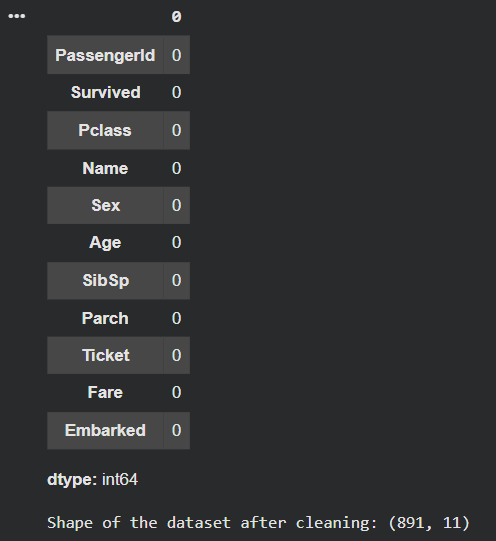 0
PassengerId 0
Survived 0
Pclass 0
Name 0
Sex 0
Age 0
SibSp 0
Parch 0
Ticket 0
Fare 0
Embarked 0
dtype: int64
Shape of the dataset after cleaning: (891, 11)